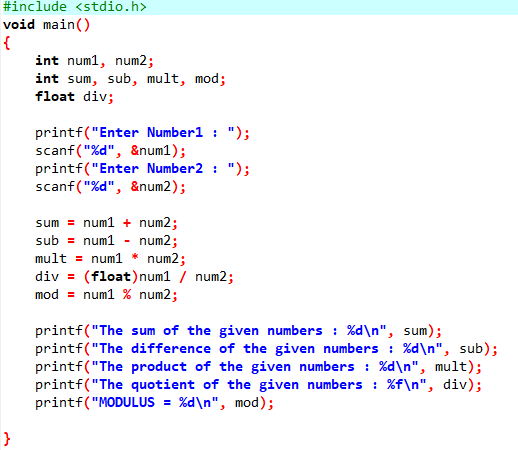 #include <stdio.h>
void main()
{
    int num1, num2;
    int sum, sub, mult, mod;
    float div;

    printf("Enter Number1 : ");
    scanf("%d", &num1);
    printf("Enter Number2 : ");
    scanf("%d", &num2);

    sum = num1 + num2;
    sub = num1 - num2;
    mult = num1 * num2;
    div = (float)num1 / num2;
    mod = num1 % num2;

    printf("The sum of the given numbers : %d\n", sum);
    printf("The difference of the given numbers : %d\n", sub);
    printf("The product of the given numbers : %d\n", mult);
    printf("The quotient of the given numbers : %f\n", div);
    printf("MODULUS = %d\n", mod);

}